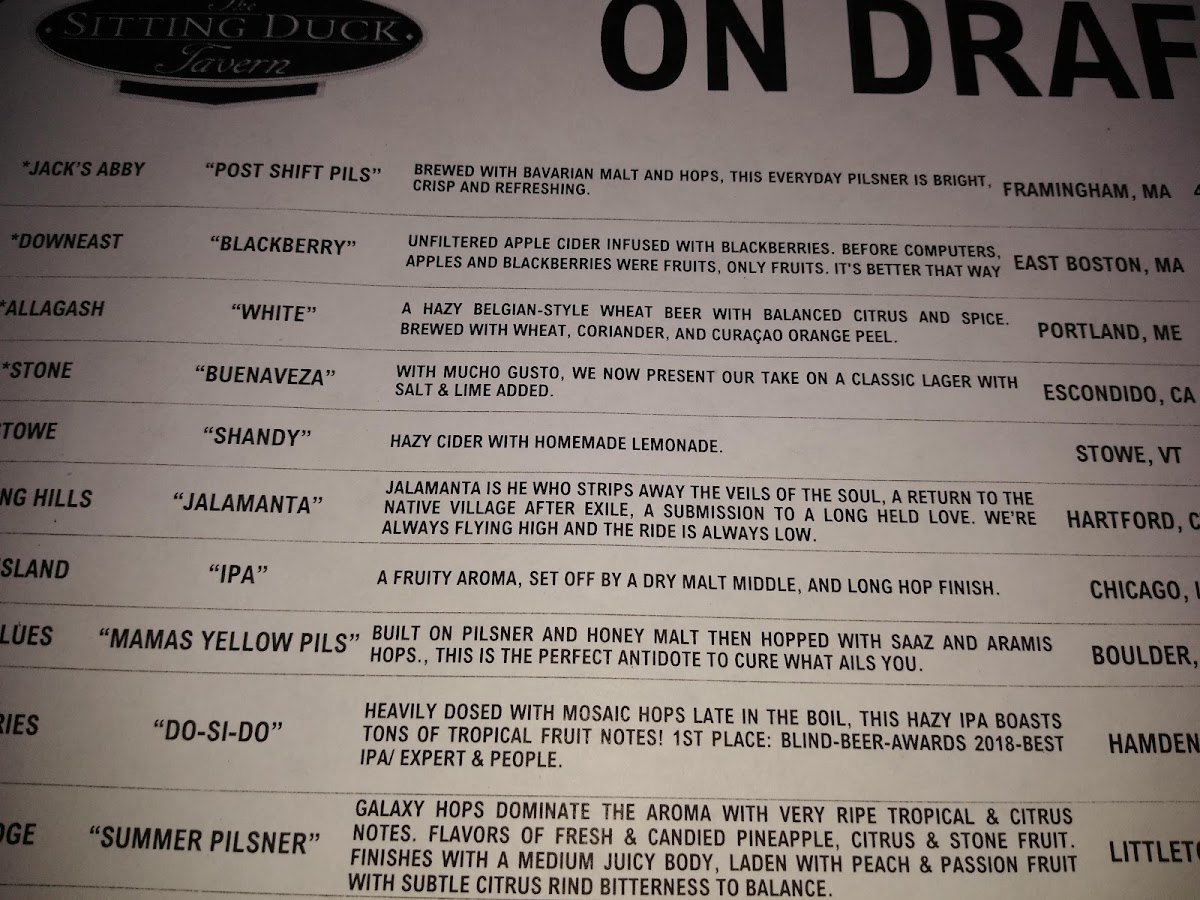 The
SITTING DUCK
Tavern
ON DRAF
*JACK'S ABBY "POST SHIFT PILS" BREWED WITH BAVARIAN MALT AND HOPS, THIS EVERYDAY PILSNER IS BRIGHT, CRISP AND REFRESHING. FRAMINGHAM, MA 4
*DOWNEAST "BLACKBERRY" UNFILTERED APPLE CIDER INFUSED WITH BLACKBERRIES. BEFORE COMPUTERS, APPLES AND BLACKBERRIES WERE FRUITS, ONLY FRUITS. IT'S BETTER THAT WAY EAST BOSTON, MA
*ALLAGASH "WHITE" A HAZY BELGIAN-STYLE WHEAT BEER WITH BALANCED CITRUS AND SPICE. BREWED WITH WHEAT, CORIANDER, AND CURAÇAO ORANGE PEEL. PORTLAND, ME
*STONE "BUENAVEZA" WITH MUCHO GUSTO, WE NOW PRESENT OUR TAKE ON A CLASSIC LAGER WITH SALT & LIME ADDED. ESCONDIDO, CA
TOWE "SHANDY" HAZY CIDER WITH HOMEMADE LEMONADE. STOWE, VT
NG HILLS "JALAMANTA" JALAMANTA IS HE WHO STRIPS AWAY THE VEILS OF THE SOUL, A RETURN TO THE NATIVE VILLAGE AFTER EXILE, A SUBMISSION TO A LONG HELD LOVE. WE'RE ALWAYS FLYING HIGH AND THE RIDE IS ALWAYS LOW. HARTFORD, C
SLAND "IPA" A FRUITY AROMA, SET OFF BY A DRY MALT MIDDLE, AND LONG HOP FINISH. CHICAGO, I
LUES "MAMAS YELLOW PILS" BUILT ON PILSNER AND HONEY MALT THEN HOPPED WITH SAAZ AND ARAMIS HOPS., THIS IS THE PERFECT ANTIDOTE TO CURE WHAT AILS YOU. BOULDER,
RIES "DO-SI-DO" HEAVILY DOSED WITH MOSAIC HOPS LATE IN THE BOIL, THIS HAZY IPA BOASTS TONS OF TROPICAL FRUIT NOTES! 1ST PLACE: BLIND-BEER-AWARDS 2018-BEST IPA/ EXPERT & PEOPLE. HAMDEN
DGE "SUMMER PILSNER" GALAXY HOPS DOMINATE THE AROMA WITH VERY RIPE TROPICAL & CITRUS NOTES. FLAVORS OF FRESH & CANDIED PINEAPPLE, CITRUS & STONE FRUIT. FINISHES WITH A MEDIUM JUICY BODY, LADEN WITH PEACH & PASSION FRUIT WITH SUBTLE CITRUS RIND BITTERNESS TO BALANCE. LITTLETO